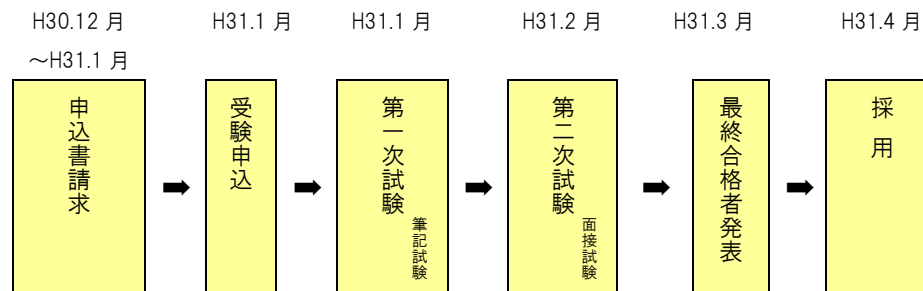 H30.12 月
～H31.1 月
H31.1 月
H31.1 月
H31.2 月
H31.3 月
H31.4 月
申込書請求
受験申込
第一次試験
筆記試験
第二次試験
面接試験
最終合格者発表
採用